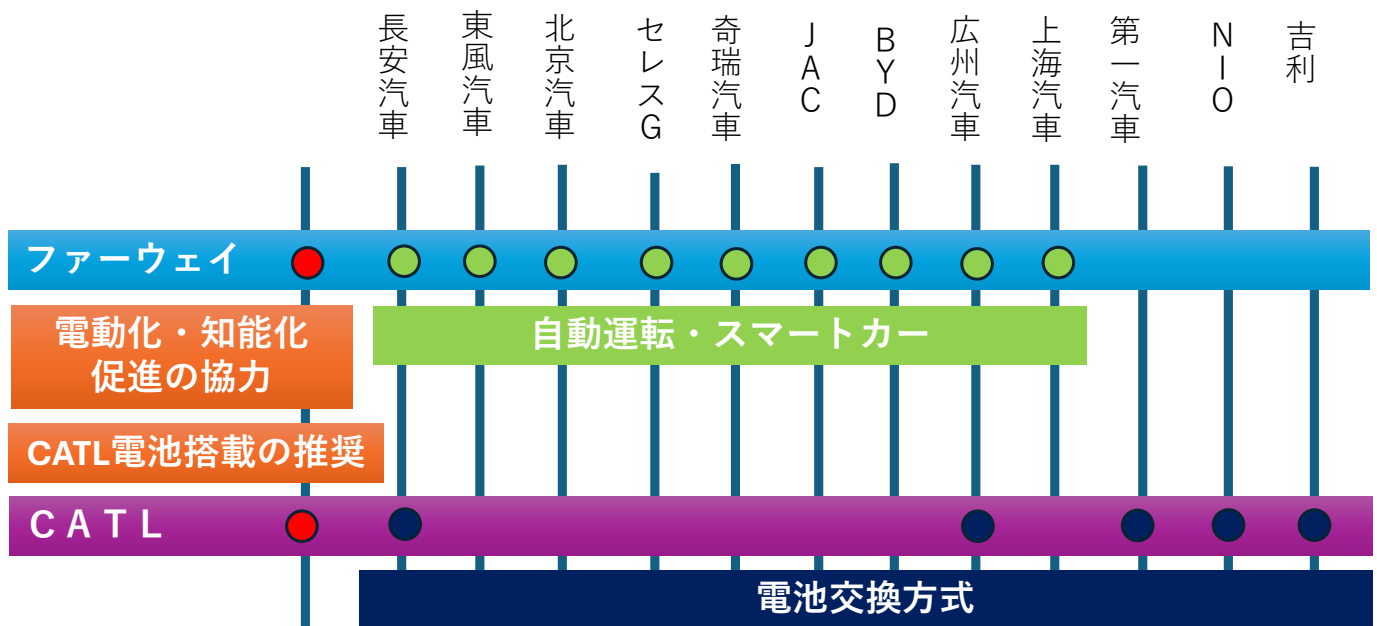 長安汽車
東風汽車
北京汽車
セレスG
奇瑞汽車
JAC
BYD
広州汽車
上海汽車
第一汽車
NIO
吉利
ファーウェイ
電動化・知能化
促進の協力
自動運転・スマートカー
CATL電池搭載の推奨
CATL
電池交換方式